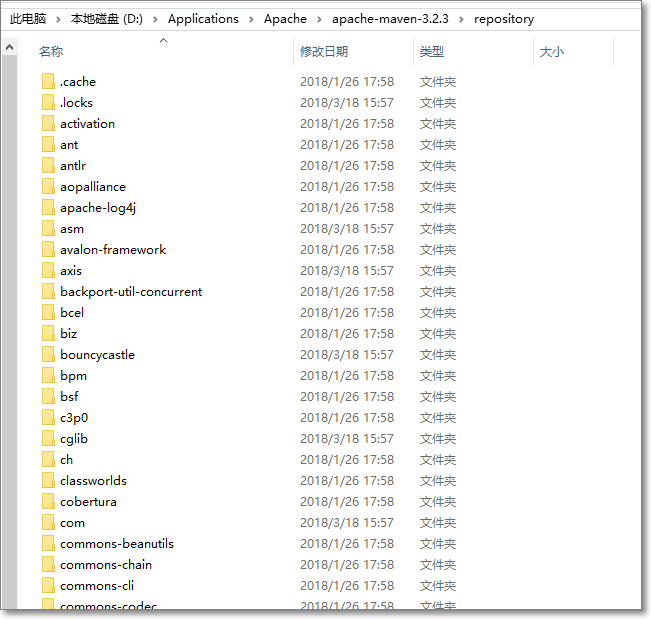 此电脑 > 本地磁盘 (D:) > Applications > Apache > apache-maven-3.2.3 > repository
名称 修改日期 类型 大小
.cache 2018/1/26 17:58 文件夹
.locks 2018/3/18 15:57 文件夹
activation 2018/1/26 17:58 文件夹
ant 2018/1/26 17:58 文件夹
antlr 2018/1/26 17:58 文件夹
aopalliance 2018/1/26 17:58 文件夹
apache-log4j 2018/1/26 17:58 文件夹
asm 2018/3/18 15:57 文件夹
avalon-framework 2018/1/26 17:58 文件夹
axis 2018/3/18 15:57 文件夹
backport-util-concurrent 2018/1/26 17:58 文件夹
bcel 2018/1/26 17:58 文件夹
biz 2018/1/26 17:58 文件夹
bouncycastle 2018/3/18 15:57 文件夹
bpm 2018/1/26 17:58 文件夹
bsf 2018/1/26 17:58 文件夹
c3p0 2018/1/26 17:58 文件夹
cglib 2018/3/18 15:57 文件夹
ch 2018/1/26 17:58 文件夹
classworlds 2018/1/26 17:58 文件夹
cobertura 2018/1/26 17:58 文件夹
com 2018/3/18 15:57 文件夹
commons-beanutils 2018/1/26 17:58 文件夹
commons-chain 2018/1/26 17:58 文件夹
commons-cli 2018/1/26 17:58 文件夹
commons-codec 2018/1/26 17:58 文件夹